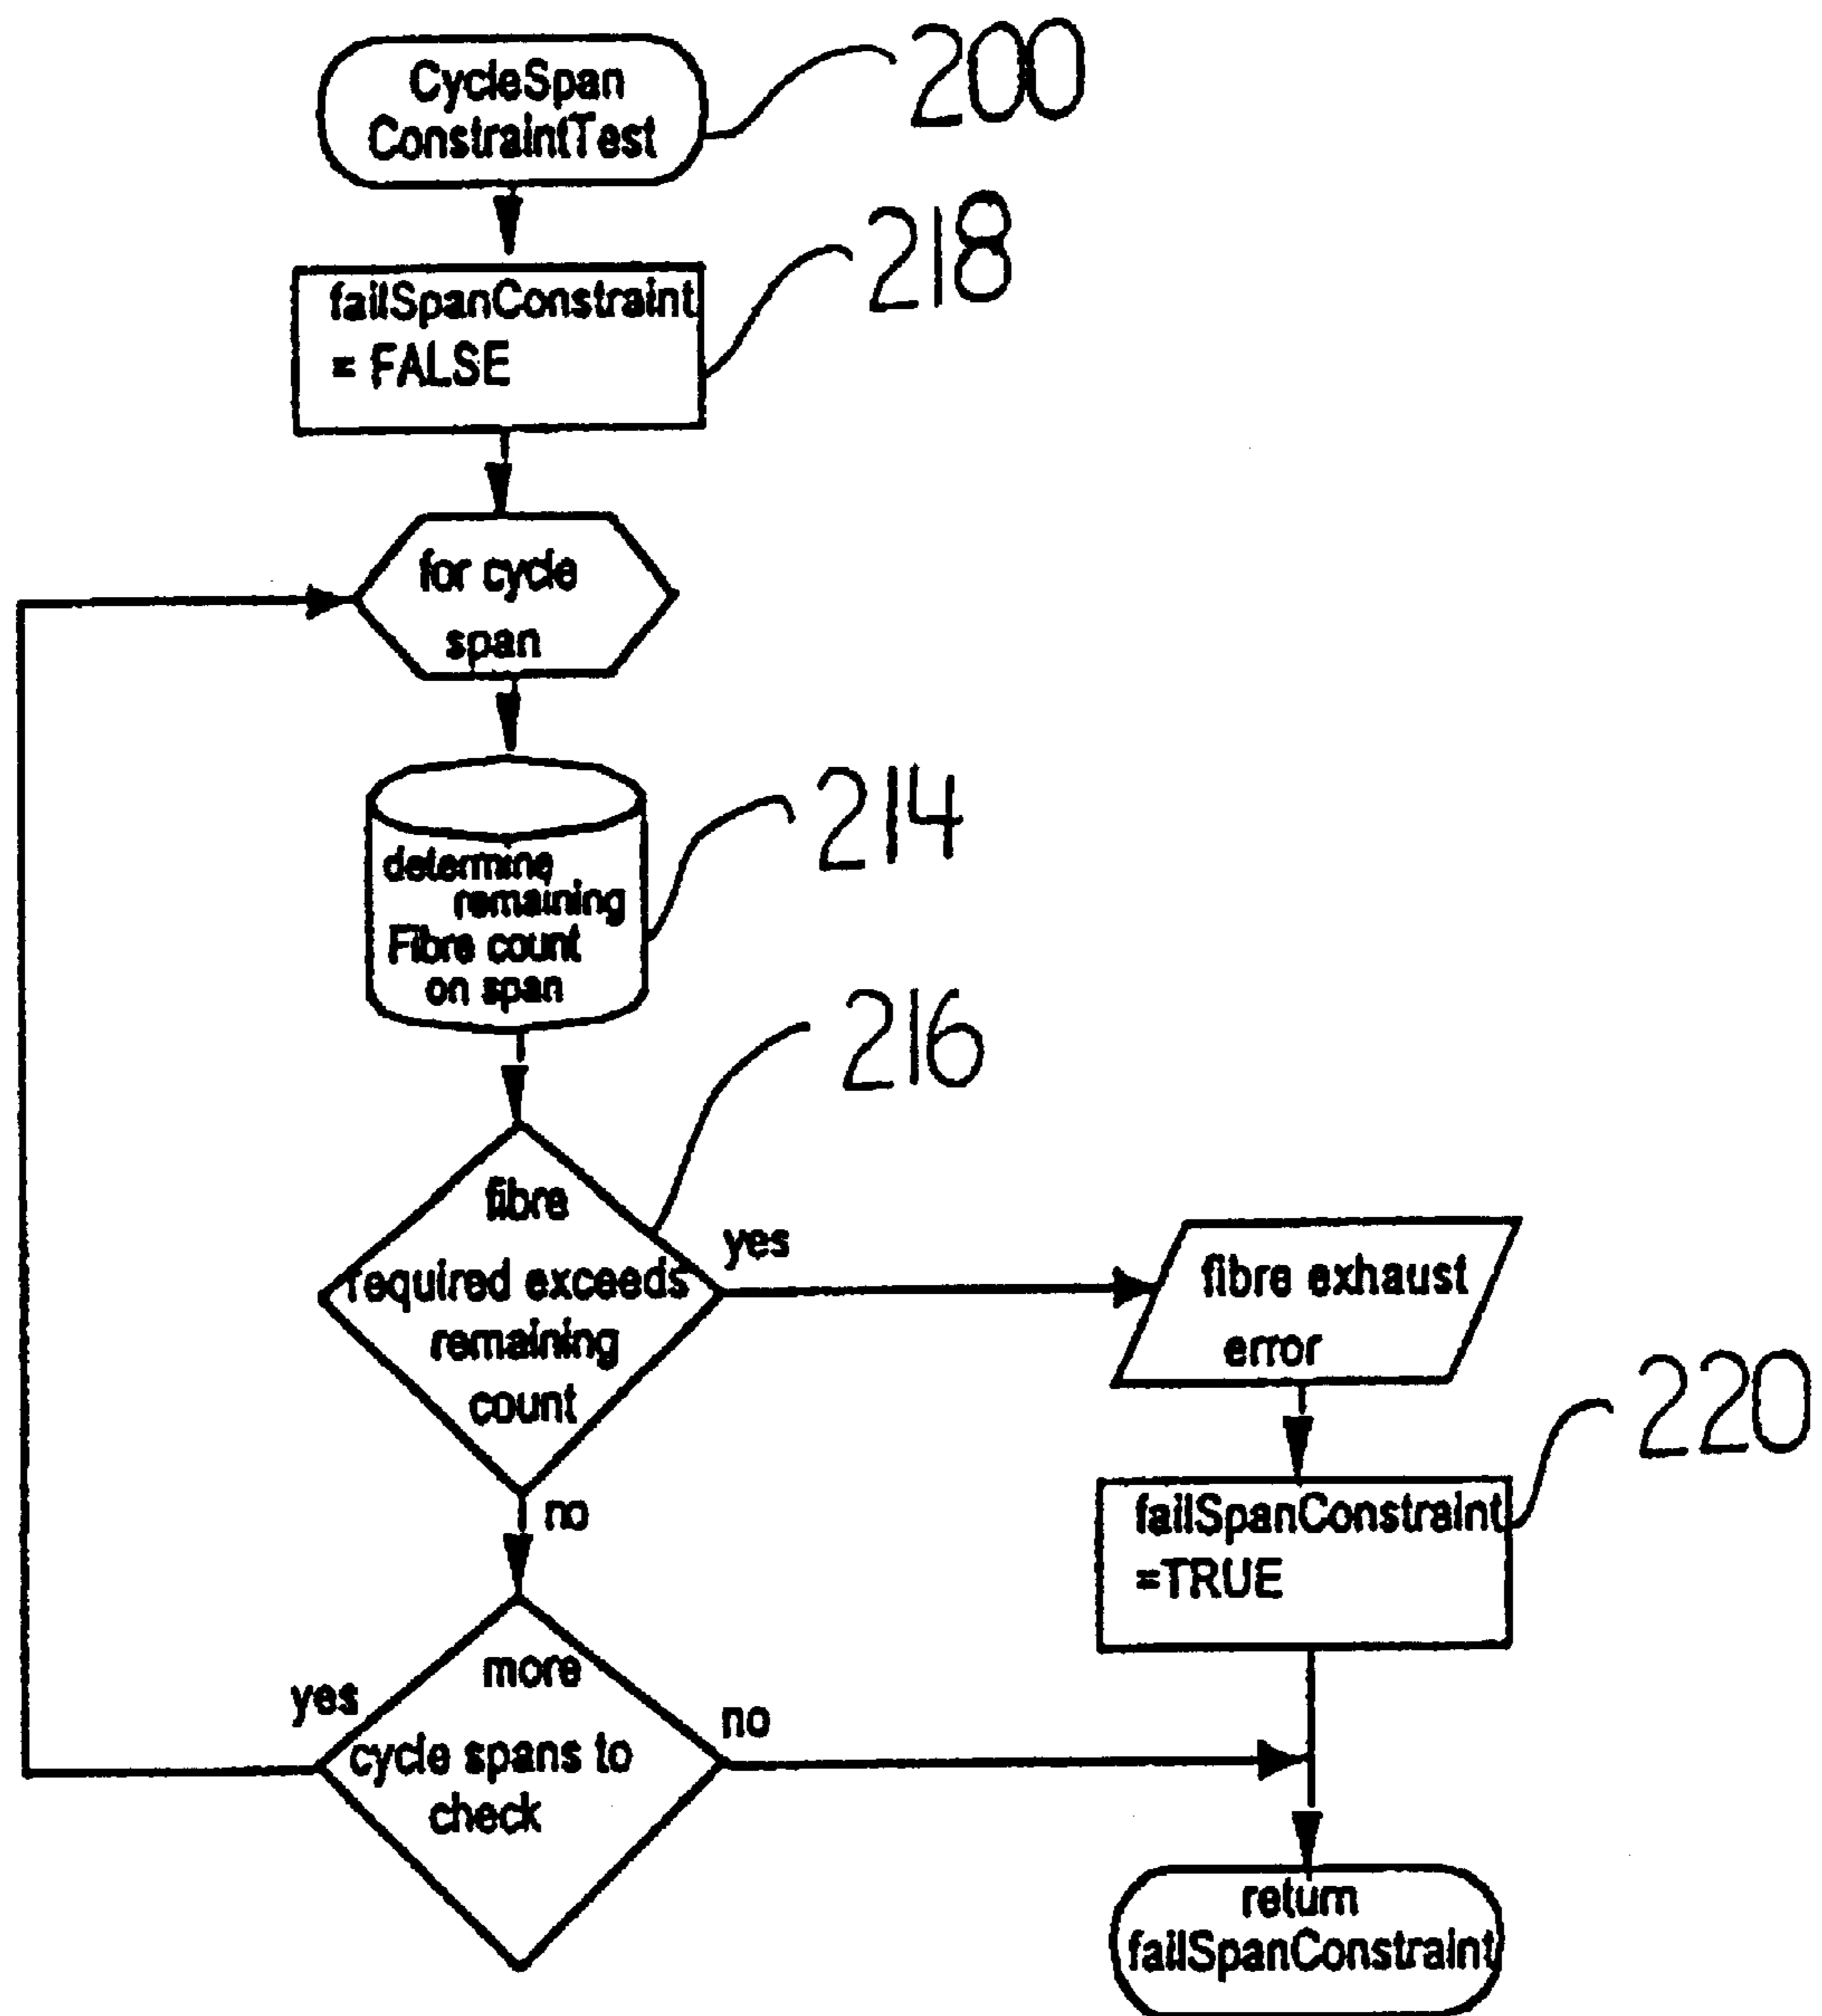 CycleSpan
ConstraintTest
200
failSpanConstraint
= FALSE
218
for cycle
span
determine
remaining
Fibre count
on span
214
fibre
required exceeds
remaining
count
216
yes
no
fibre exhaust
error
failSpanConstraint
=TRUE
220
more
cycle spans to
check
yes
no
return
failSpanConstraint